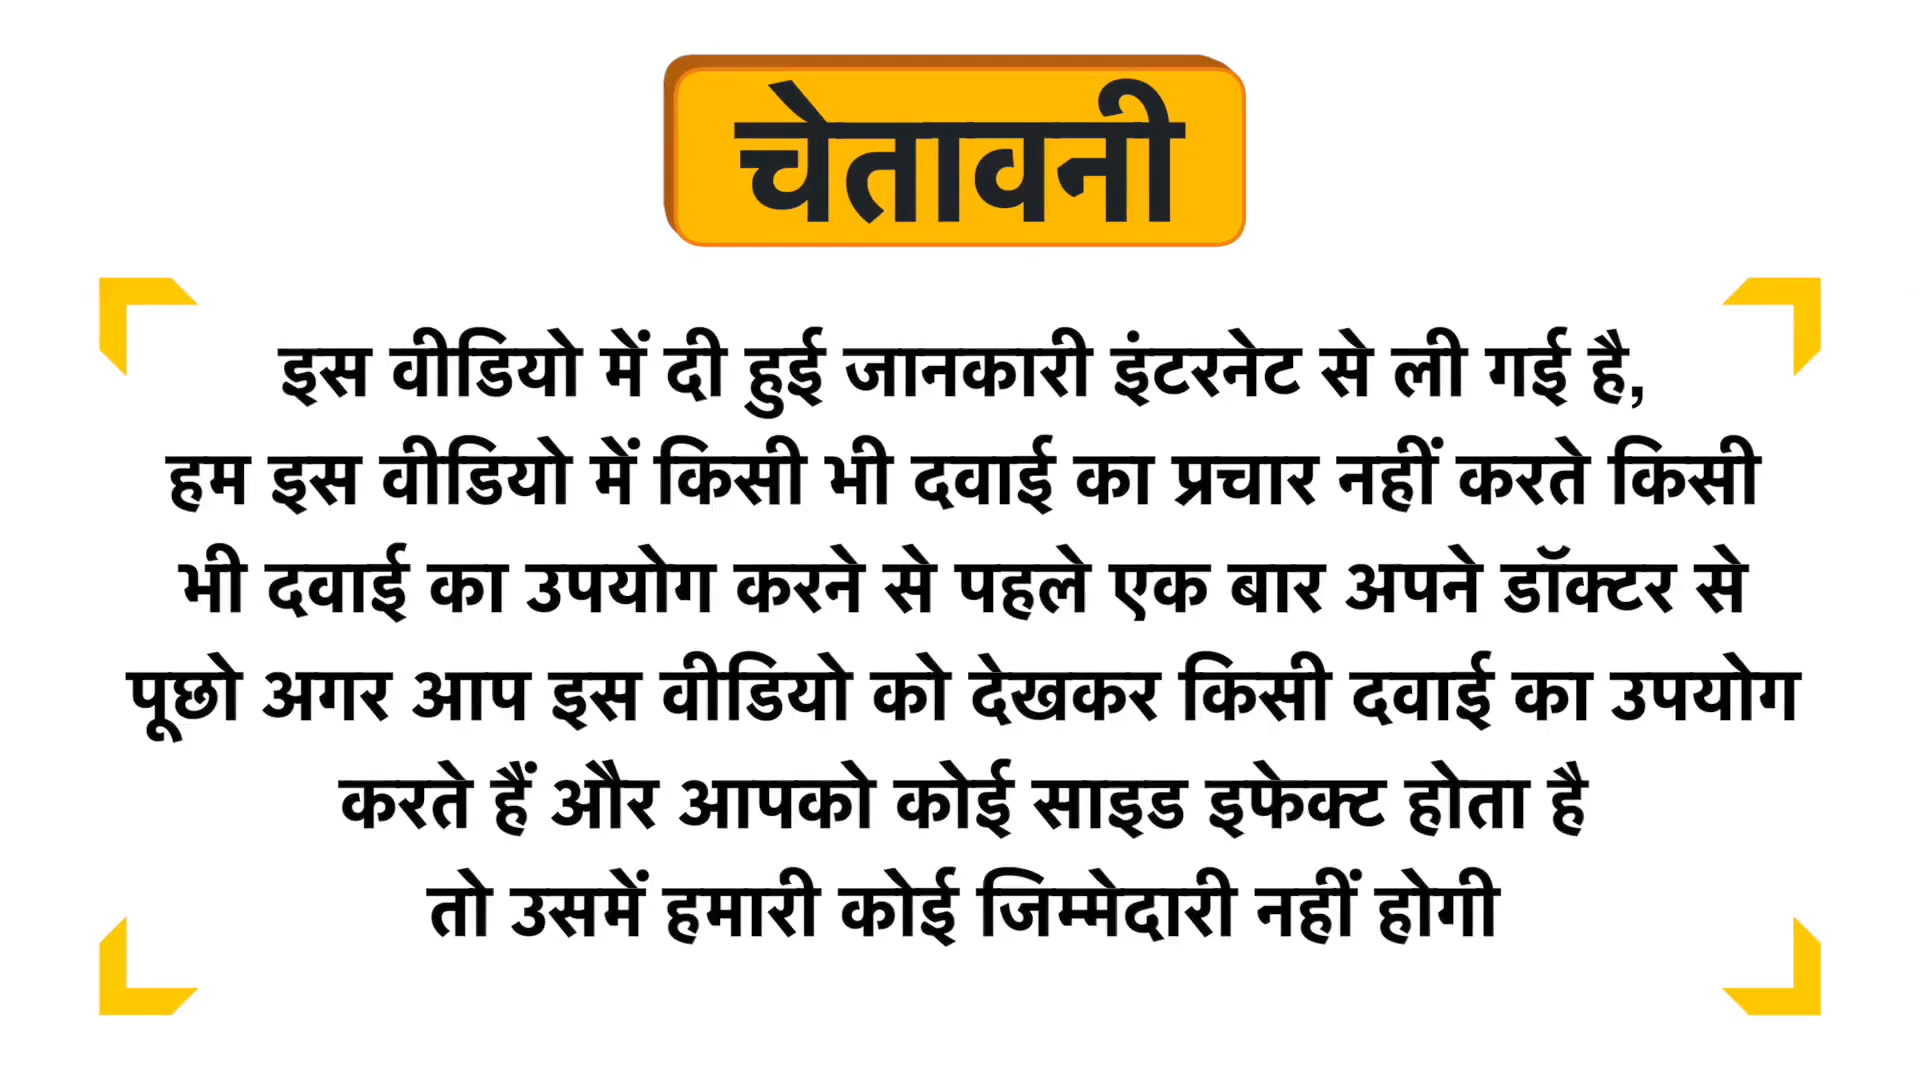 चेतावनी
इस वीडियो में दी हुई जानकारी इंटरनेट से ली गई है,
हम इस वीडियो में किसी भी दवाई का प्रचार नहीं करते किसी
भी दवाई का उपयोग करने से पहले एक बार अपने डॉक्टर से
पूछो अगर आप इस वीडियो को देखकर किसी दवाई का उपयोग
करते हैं और आपको कोई साइड इफेक्ट होता है
तो उसमें हमारी कोई जिम्मेदारी नहीं होगी